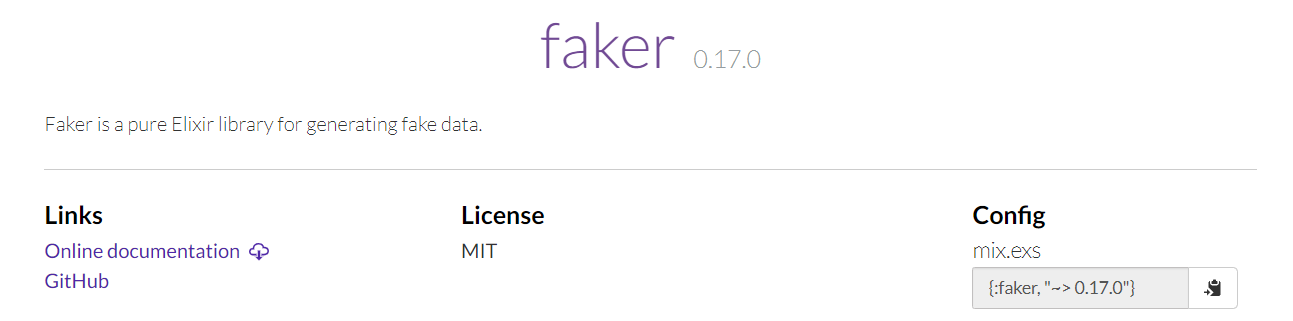 faker 0.17.0
Faker is a pure Elixir library for generating fake data.
Links
Online documentation
GitHub
License
MIT
Config
mix.exs
{:faker, "~> 0.17.0"}